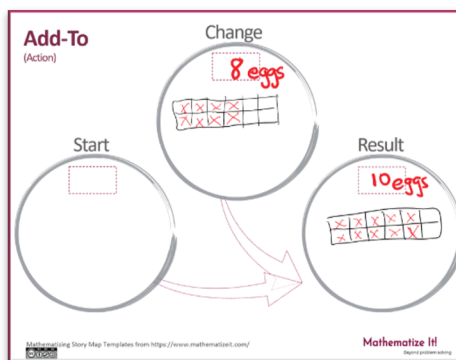 Add-To
(Action)
Change
8 eggs
Start
Result
10 eggs
Mathematizing Story Map Templates from https://www.mathematizeit.com/
Mathematize It!
Beyond problem solving